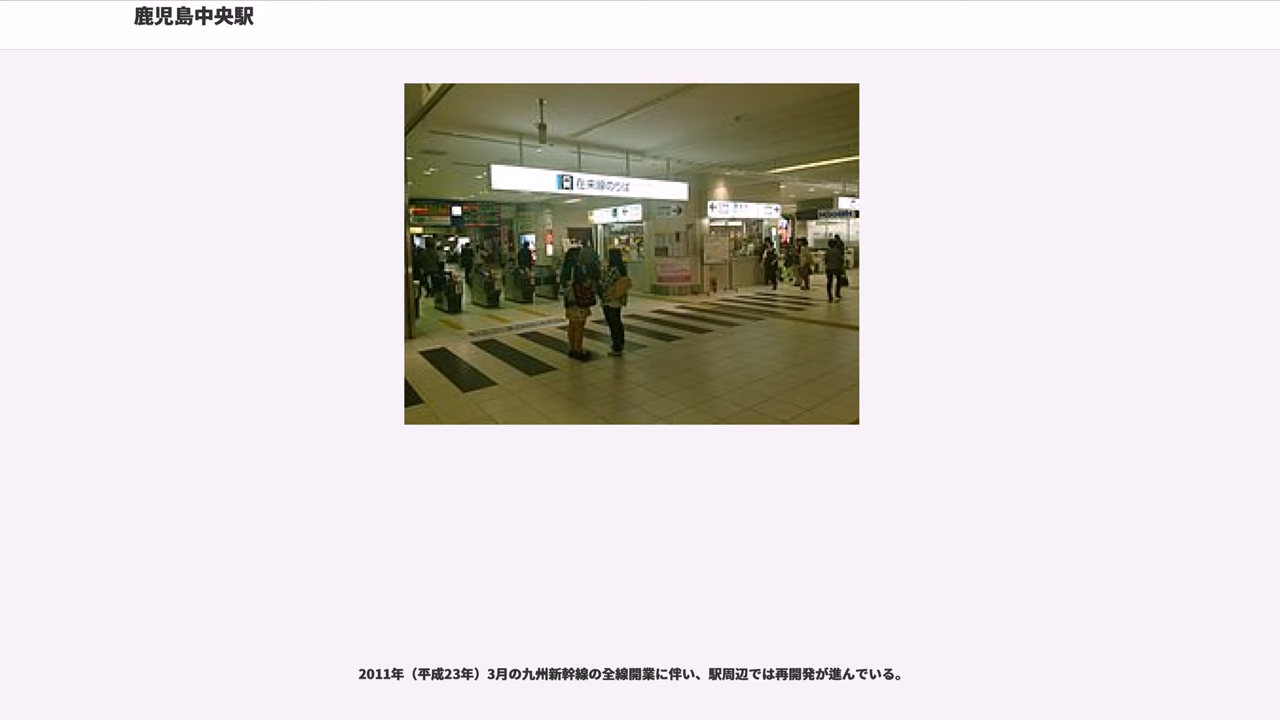 鹿児島中央駅
在来線のりば
2011年（平成23年）3月の九州新幹線の全線開業に伴い、駅周辺では再開発が進んでいる。